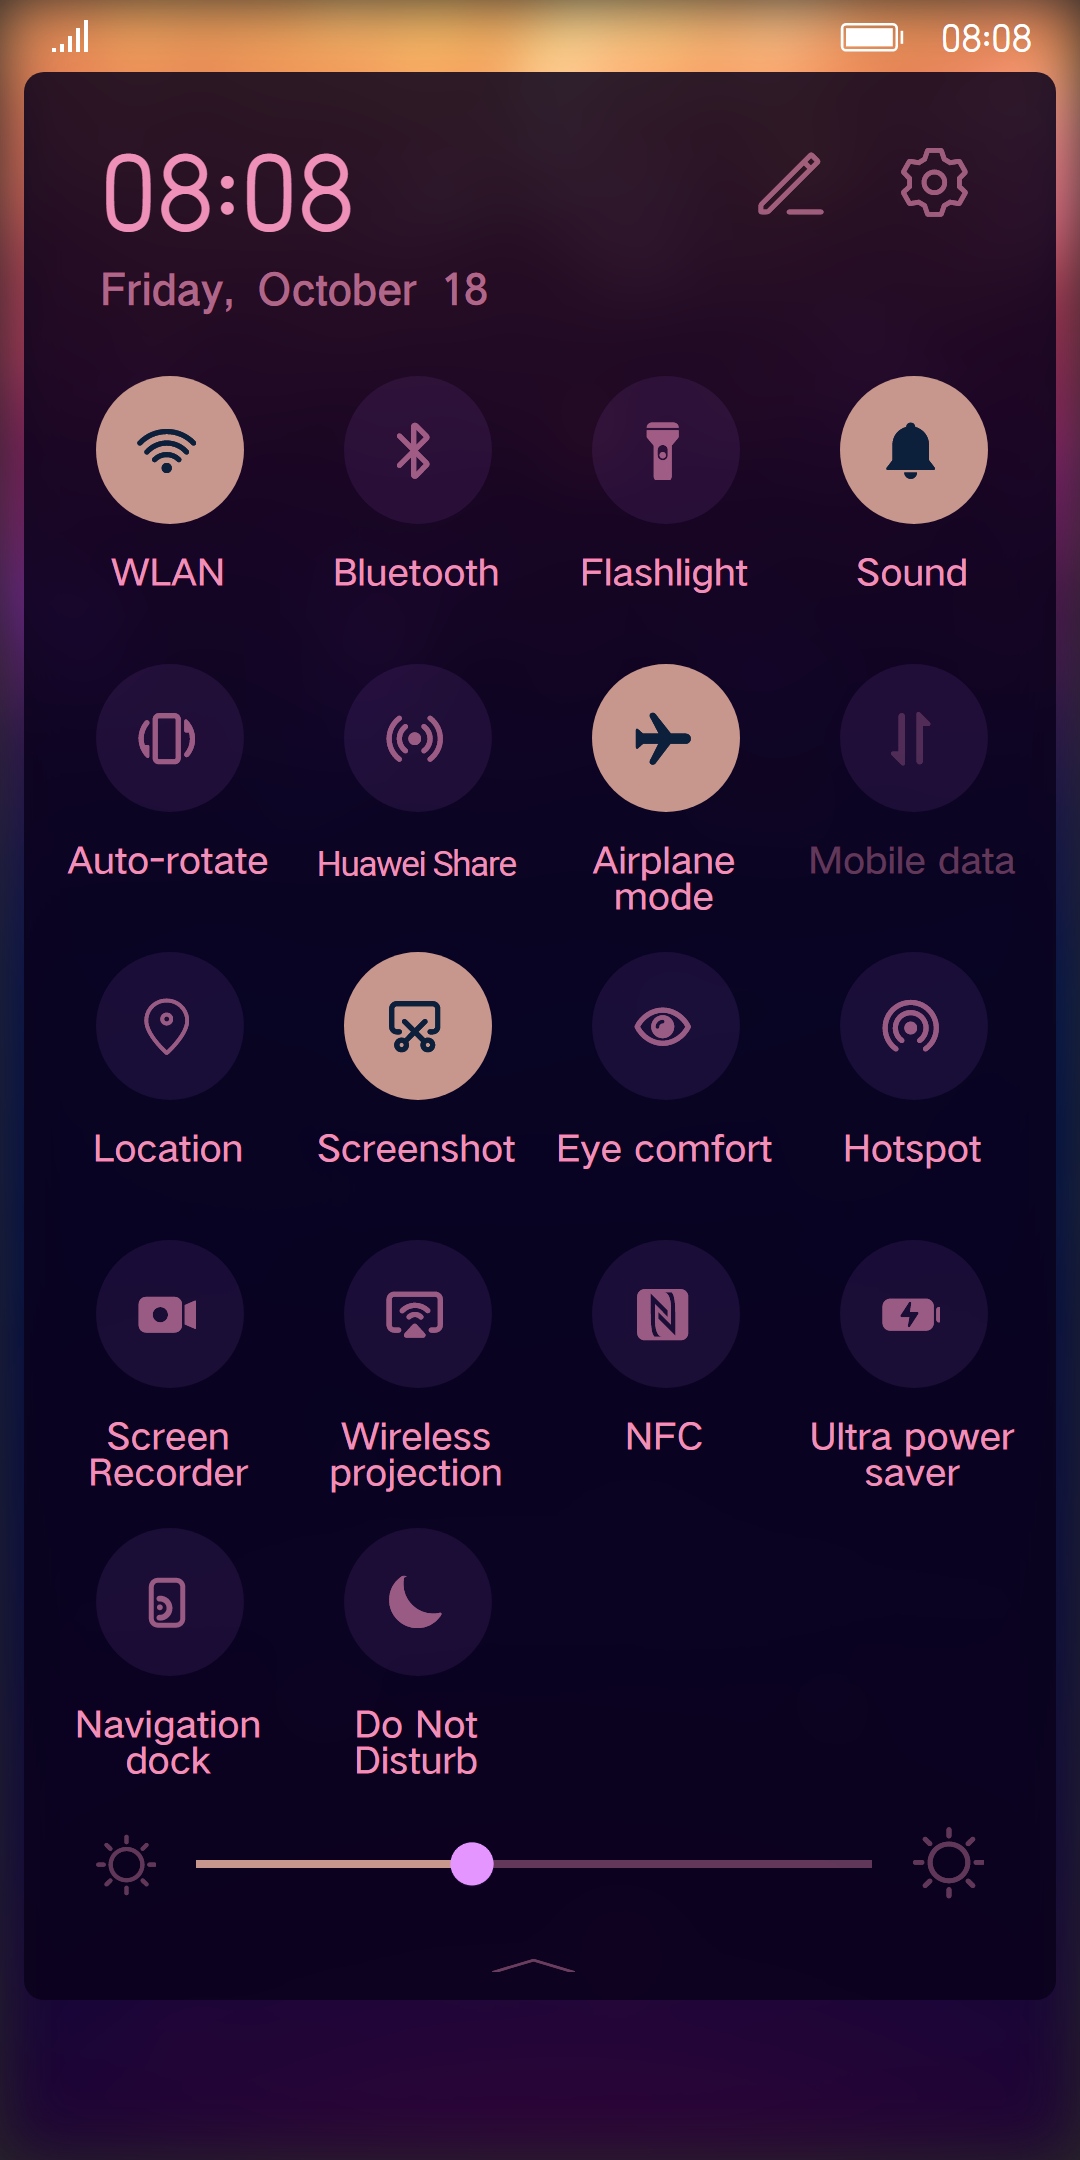 08:08
08:08
Friday, October 18
WLAN
Bluetooth
Flashlight
Sound
Auto-rotate
Huawei Share
Airplane
mode
Mobile data
Location
Screenshot
Eye comfort
Hotspot
Screen
Recorder
Wireless
projection
NFC
Ultra power
saver
Navigation
dock
Do Not
Disturb